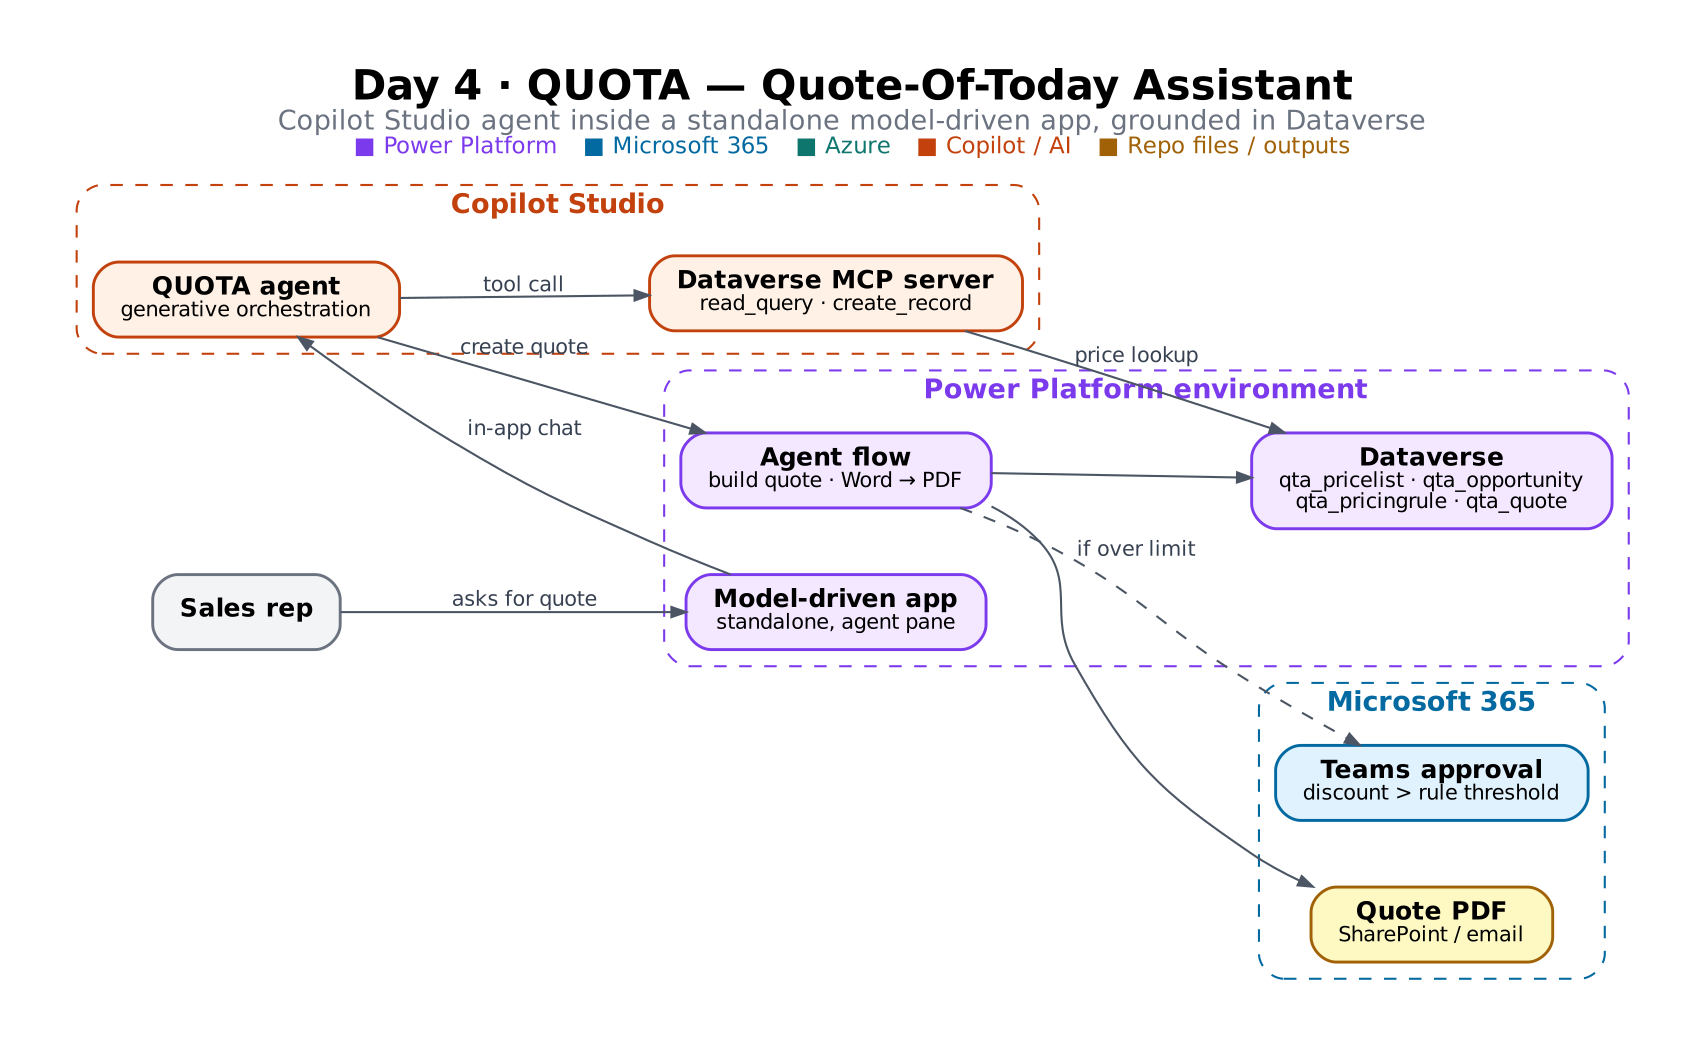 Day 4 · QUOTA — Quote-Of-Today Assistant
Copilot Studio agent inside a standalone model-driven app, grounded in Dataverse
■ Power Platform ■ Microsoft 365 ■ Azure ■ Copilot / AI ■ Repo files / outputs
Copilot Studio
QUOTA agent
generative orchestration
tool call
Dataverse MCP server
read_query · create_record
create quote
price lookup
Power Platform environment
in-app chat
Agent flow
build quote · Word → PDF
Dataverse
qta_pricelist · qta_opportunity
qta_pricingrule · qta_quote
if over limit
Sales rep
asks for quote
Model-driven app
standalone, agent pane
Microsoft 365
Teams approval
discount > rule threshold
Quote PDF
SharePoint / email